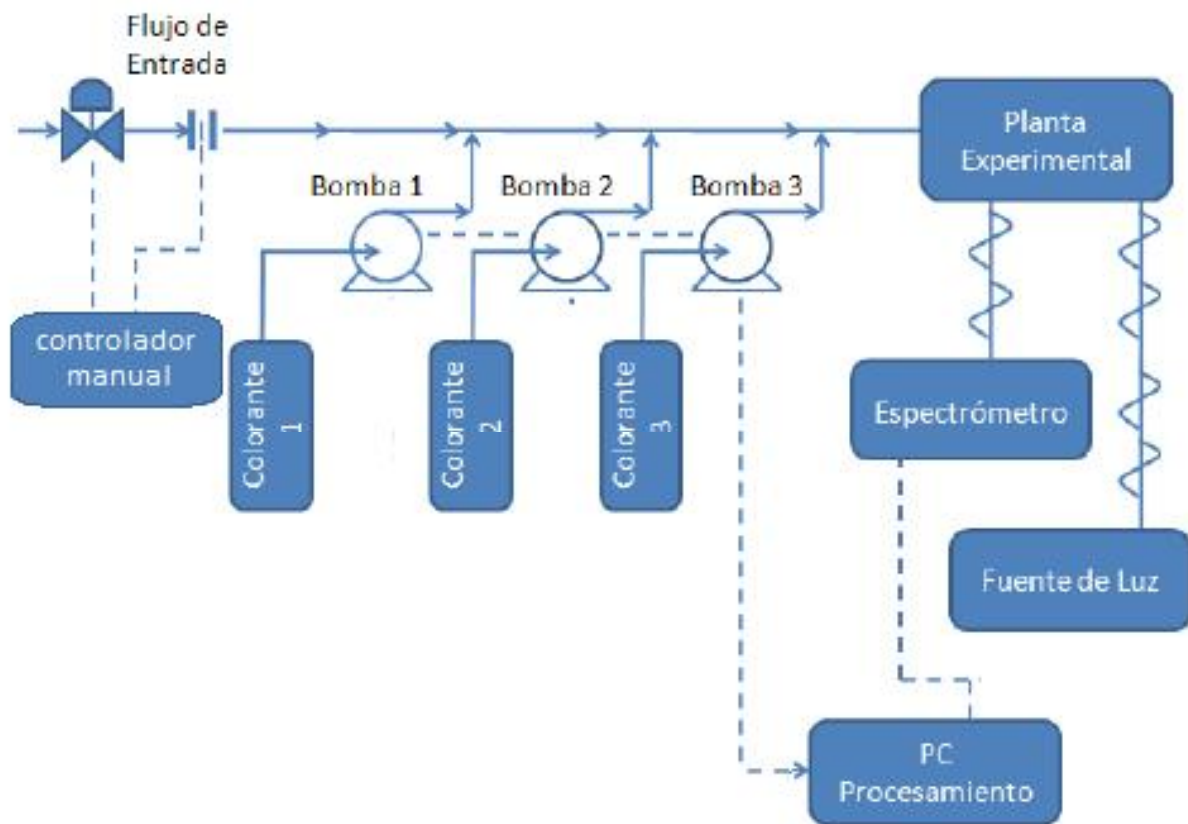 Flujo de
Entrada
Planta
Experimental
Bomba 1
Bomba 2
Bomba 3
controlador
manual
Colorante
1
Colorante
2
Colorante
3
Espectrómetro
Fuente de Luz
PC
Procesamiento